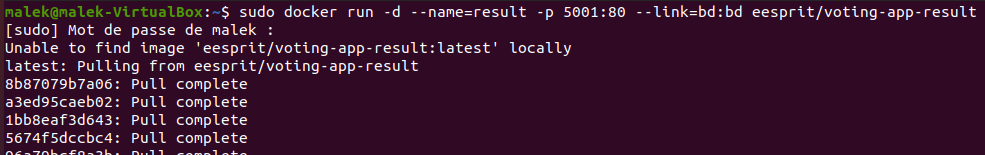 malek@malek-VirtualBox:~$ sudo docker run -d --name=result -p 5001:80 --link=bd:bd eesprit/voting-app-result
[sudo] Mot de passe de malek :
Unable to find image 'eesprit/voting-app-result:latest' locally
latest: Pulling from eesprit/voting-app-result
8b87079b7a06: Pull complete
a3ed95caeb02: Pull complete
1bb8eaf3d643: Pull complete
5674f5dccbc4: Pull complete
Pull complete